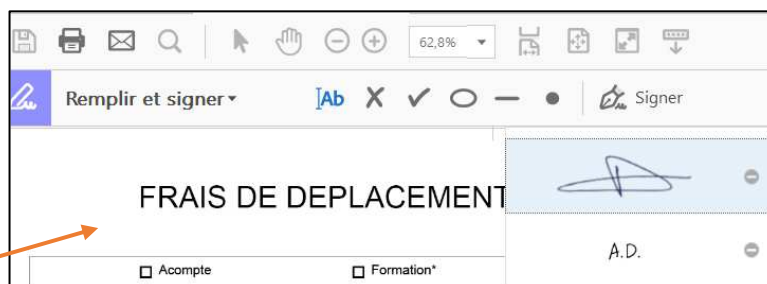 62,8%
Remplir et signer
Ab
Signer
FRAIS DE DEPLACEMENT
A.D.
Acompte
Formation*